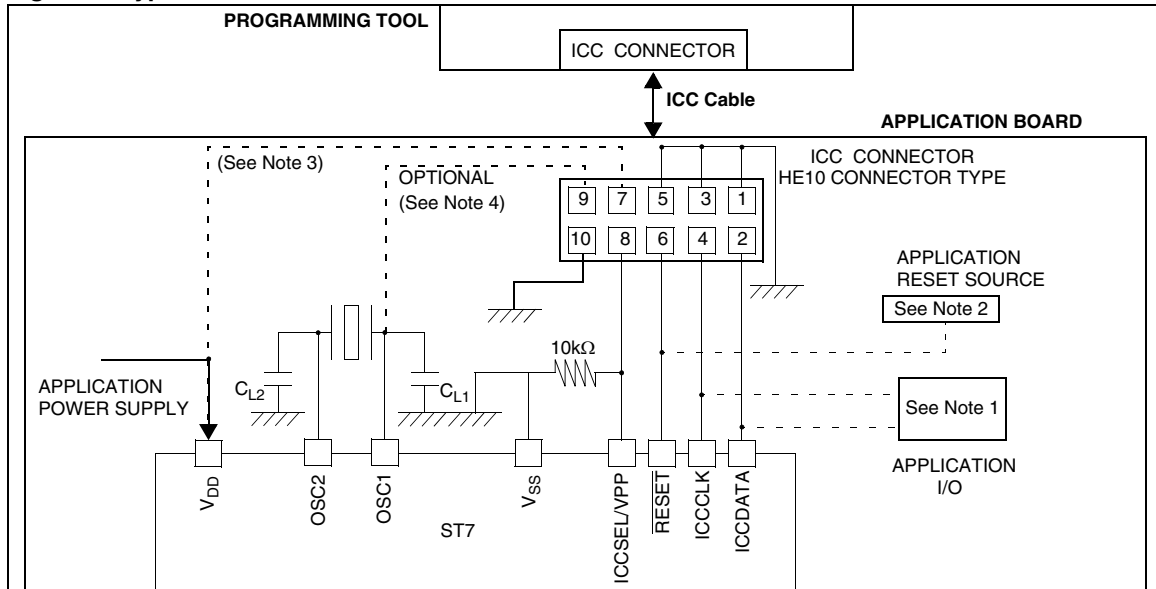 PROGRAMMING TOOL
ICC CONNECTOR
ICC Cable
APPLICATION BOARD
(See Note 3)
OPTIONAL
(See Note 4)
ICC CONNECTOR
HE10 CONNECTOR TYPE
9 7 5 3 1
10 8 6 4 2
APPLICATION
RESET SOURCE
See Note 2
10kΩ
APPLICATION
POWER SUPPLY
CL2
CL1
See Note 1
APPLICATION
I/O
VDD
OSC2
OSC1
VSS
ICCSEL/VPP
RESET
ICCCLK
ICCDATA
ST7